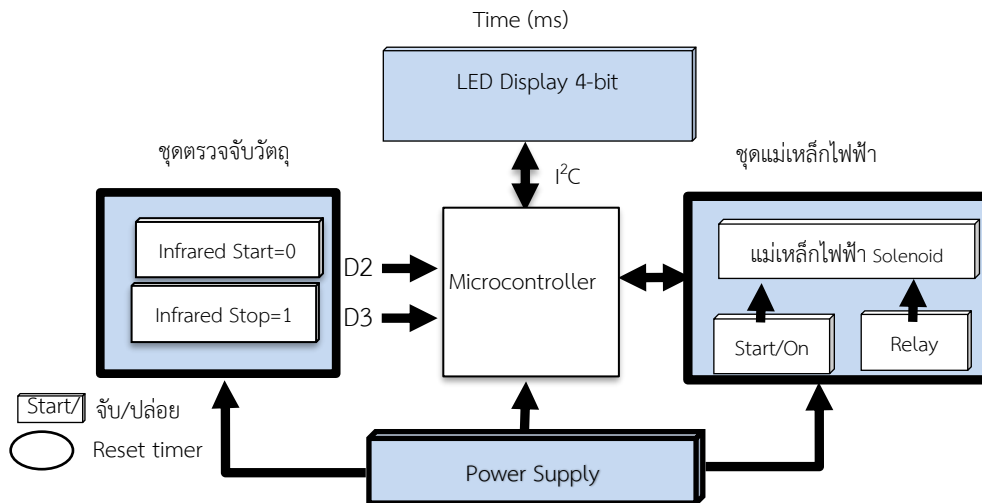 Time (ms)
LED Display 4-bit
ชุดตรวจจับวัตถุ
ชุดแม่เหล็กไฟฟ้า
I²C
Infrared Start=0
Infrared Stop=1
D2
D3
Microcontroller
แม่เหล็กไฟฟ้า Solenoid
Start/On
Relay
Start/ จับ/ปล่อย
Reset timer
Power Supply